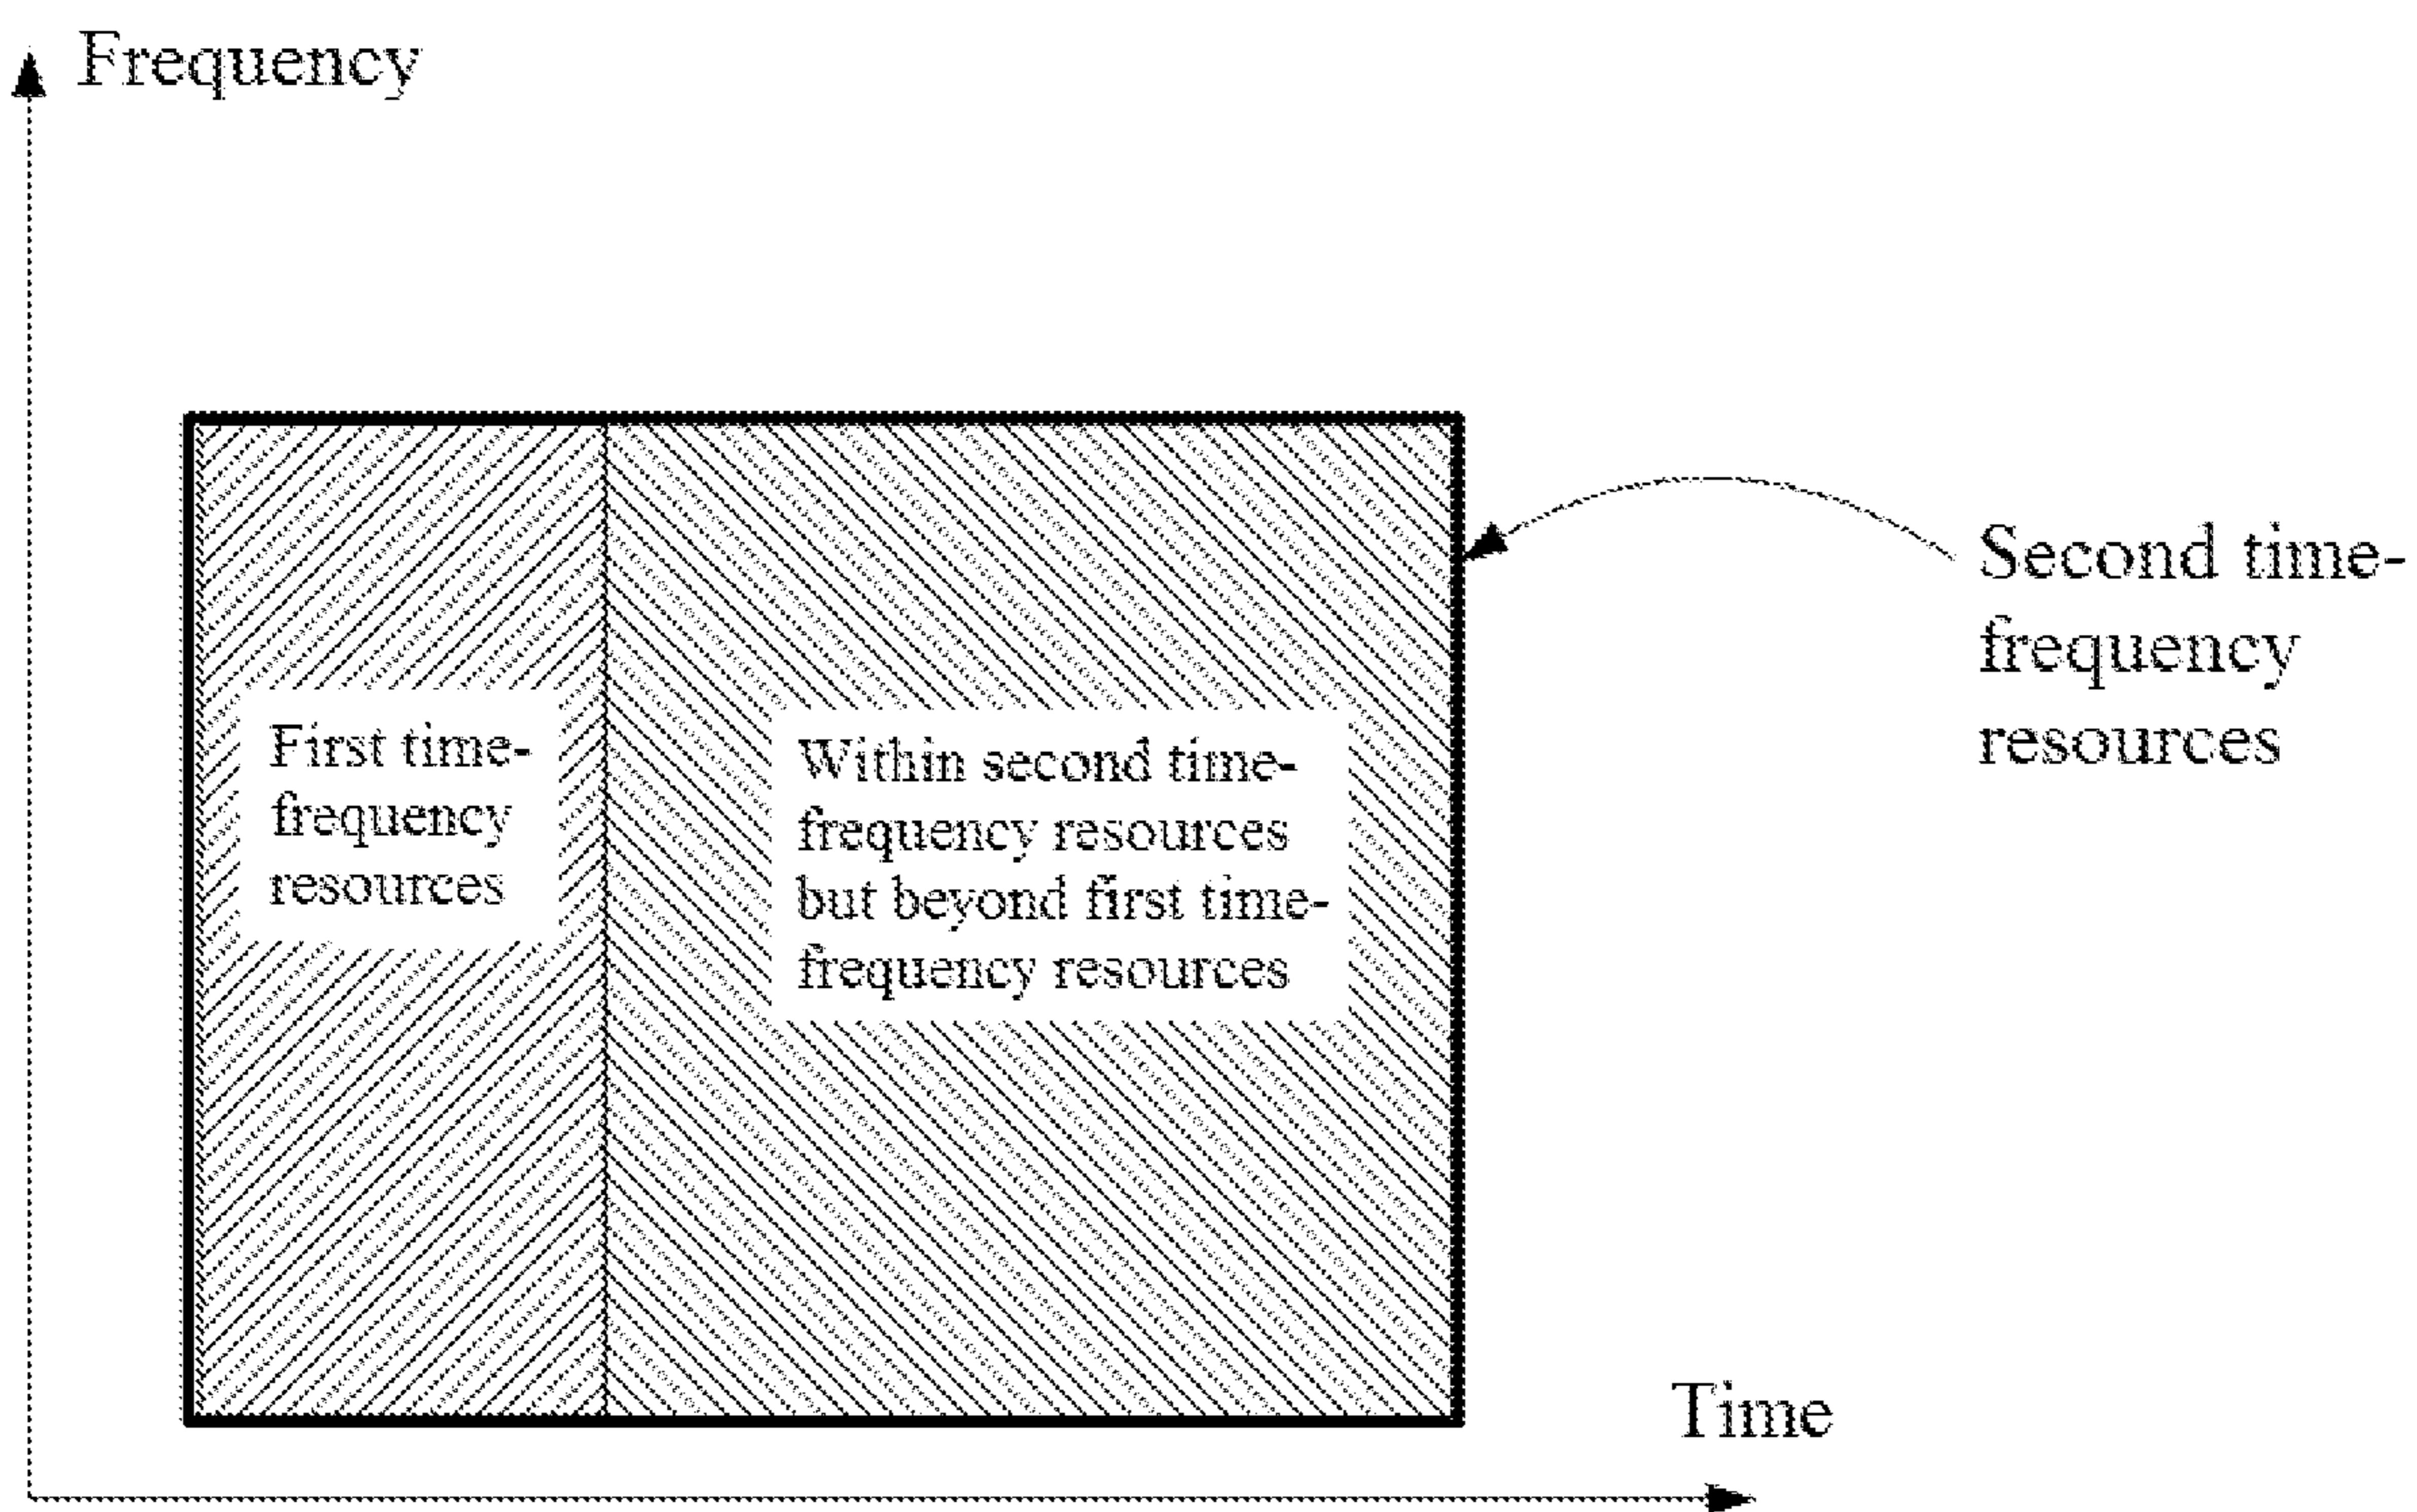 Frequency
Second time-
frequency
resources
First time-
frequency
resources
Within second time-
frequency resources
but beyond first time-
frequency resources
Time